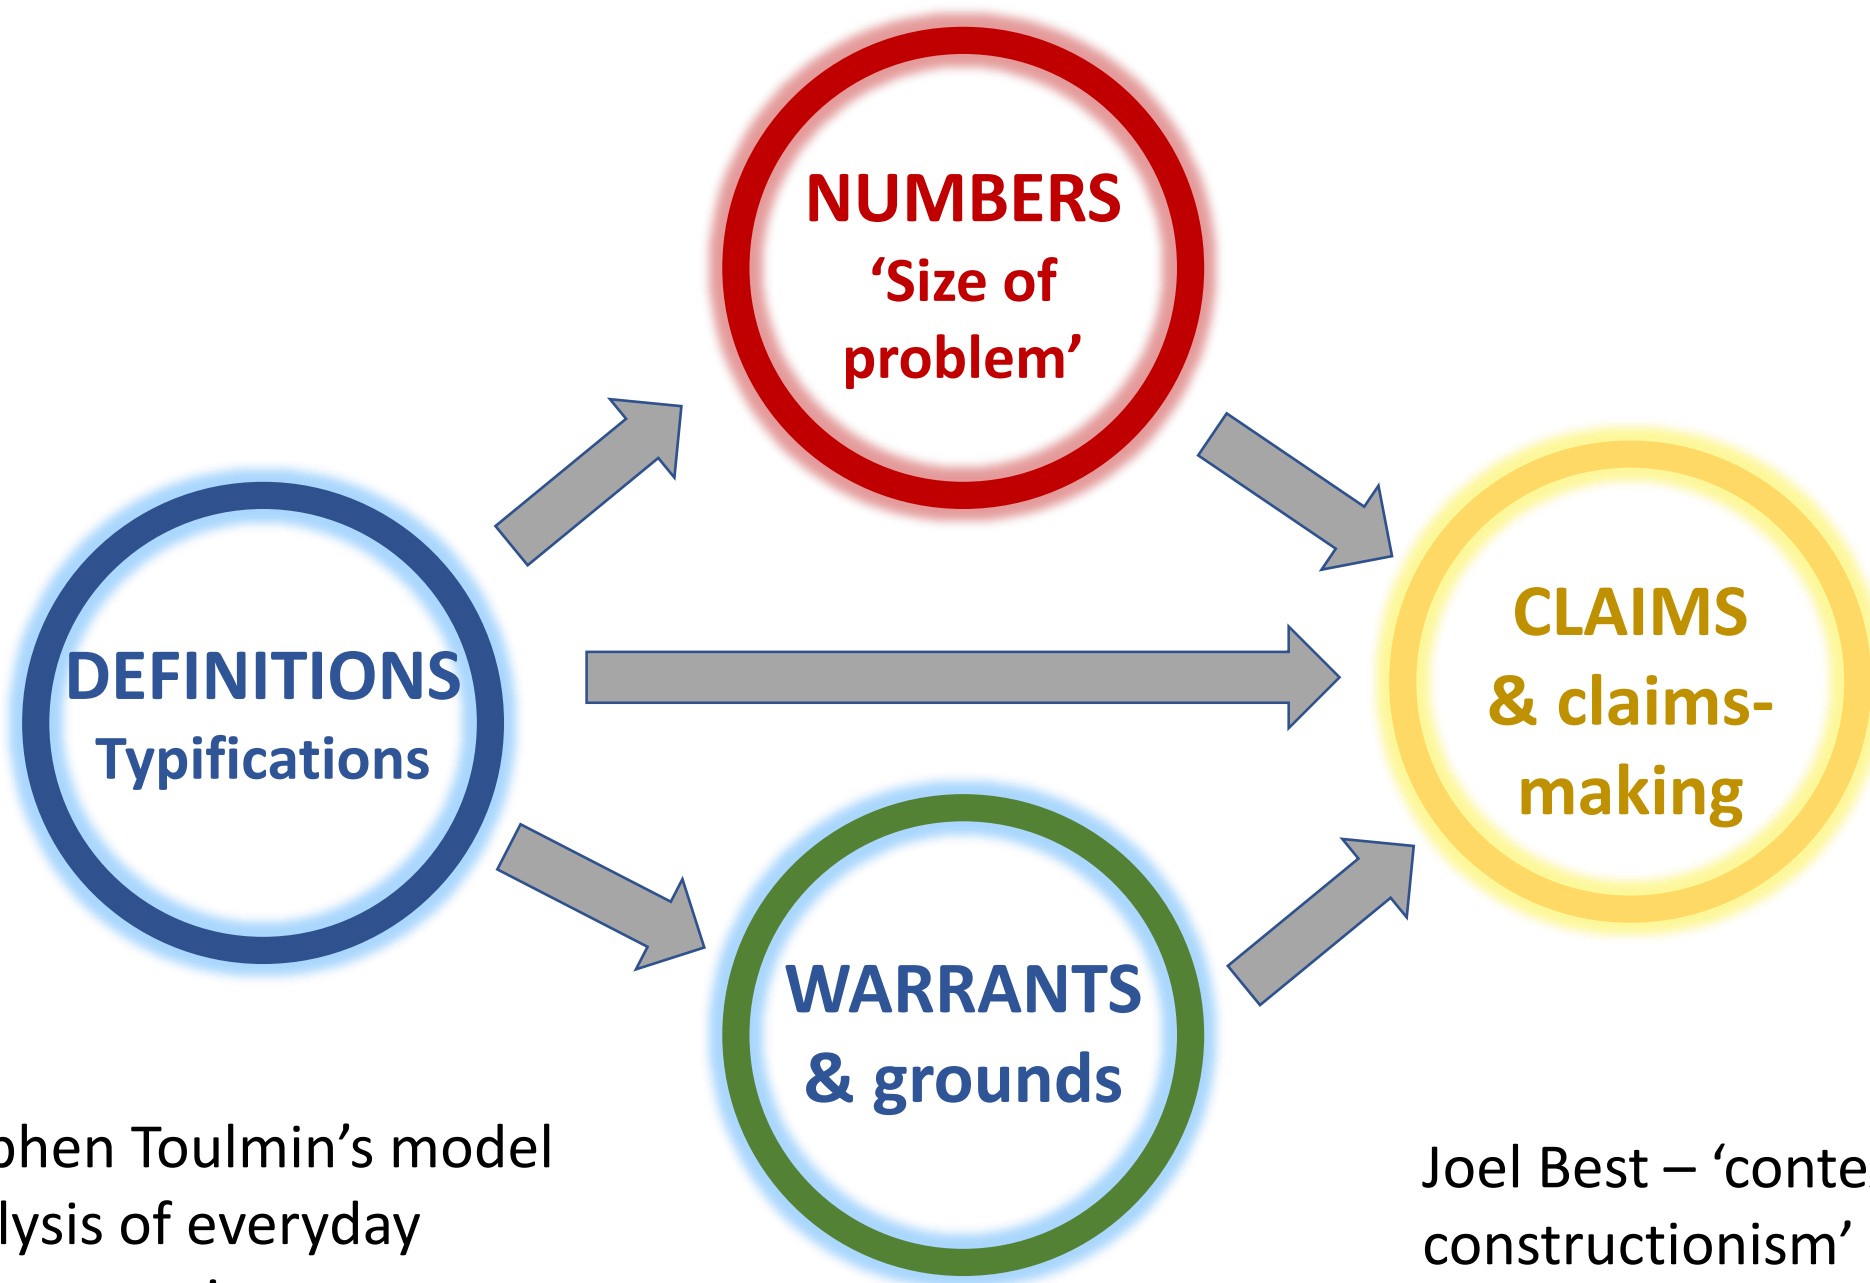 NUMBERS
‘Size of
problem’
DEFINITIONS
Typifications
CLAIMS
& claims-
making
WARRANTS
& grounds
phen Toulmin’s model
lysis of everyday
Joel Best – ‘conte
constructionism’